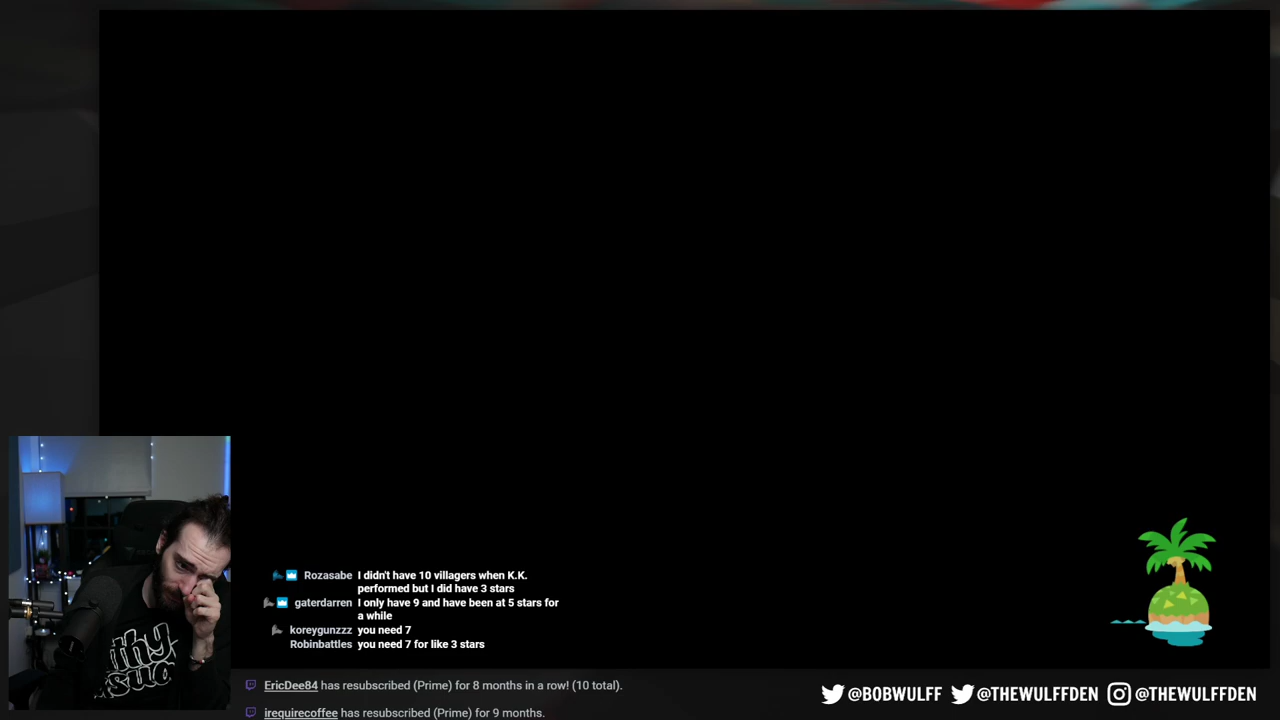 Rozasabe I didn't have 10 villagers when K.K.
performed but I did have 3 stars
gaterdarren I only have 9 and have been at 5 stars for
a while
koreygunzzz you need 7
Robinbattles you need 7 for like 3 stars
EricDee84 has resubscribed (Prime) for 8 months in a row! (10 total).
irequirecoffee has resubscribed (Prime) for 9 months.
@BOBWULFF @THEWULFFDEN @THEWULFFDEN